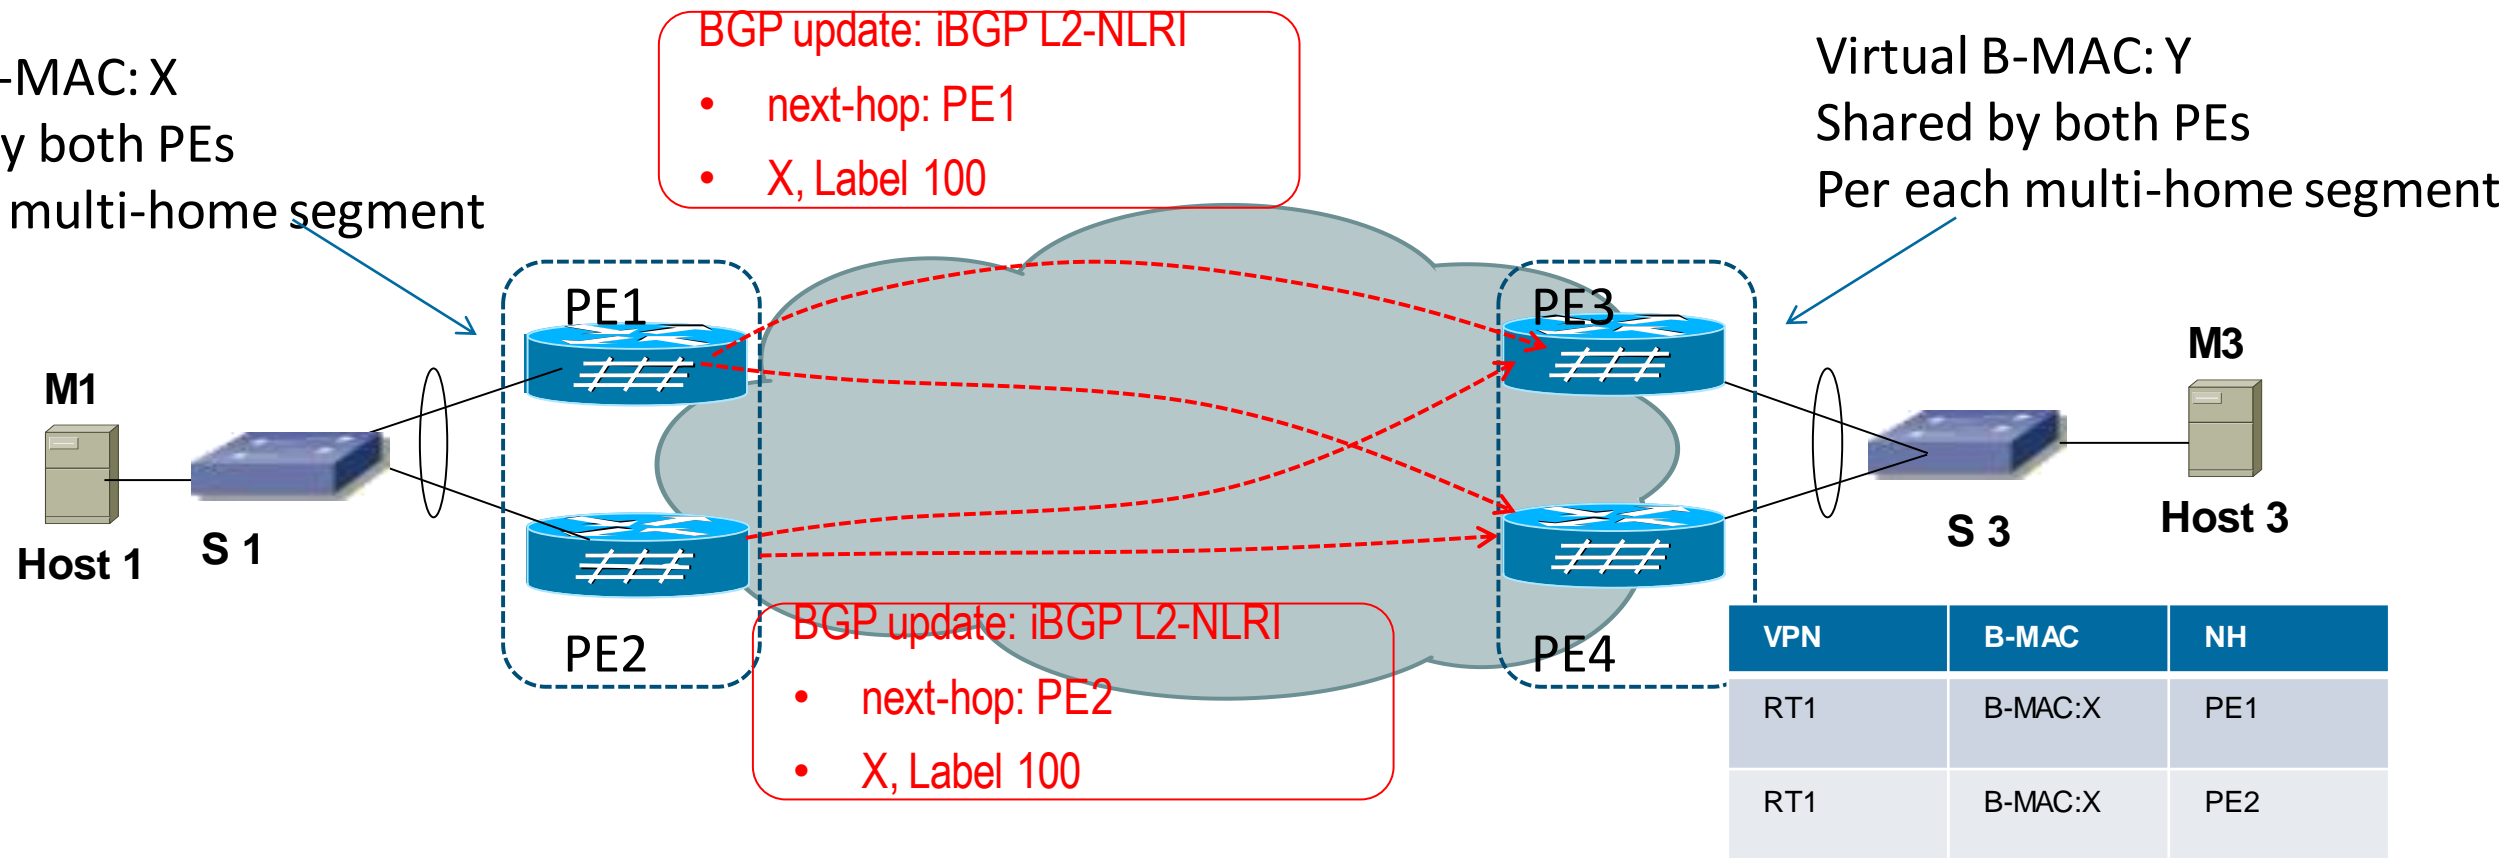 BGP update: iBGP L2-NLRI
• next-hop: PE1
• X, Label 100
-MAC: X
y both PEs
multi-home segment
Virtual B-MAC: Y
Shared by both PEs
Per each multi-home segment
PE1
PE3
M1
M3
Host 1
S 1
S 3
Host 3
PE2
PE4
BGP update: iBGP L2-NLRI
• next-hop: PE2
• X, Label 100
VPN B-MAC NH
RT1 B-MAC:X PE1
RT1 B-MAC:X PE2